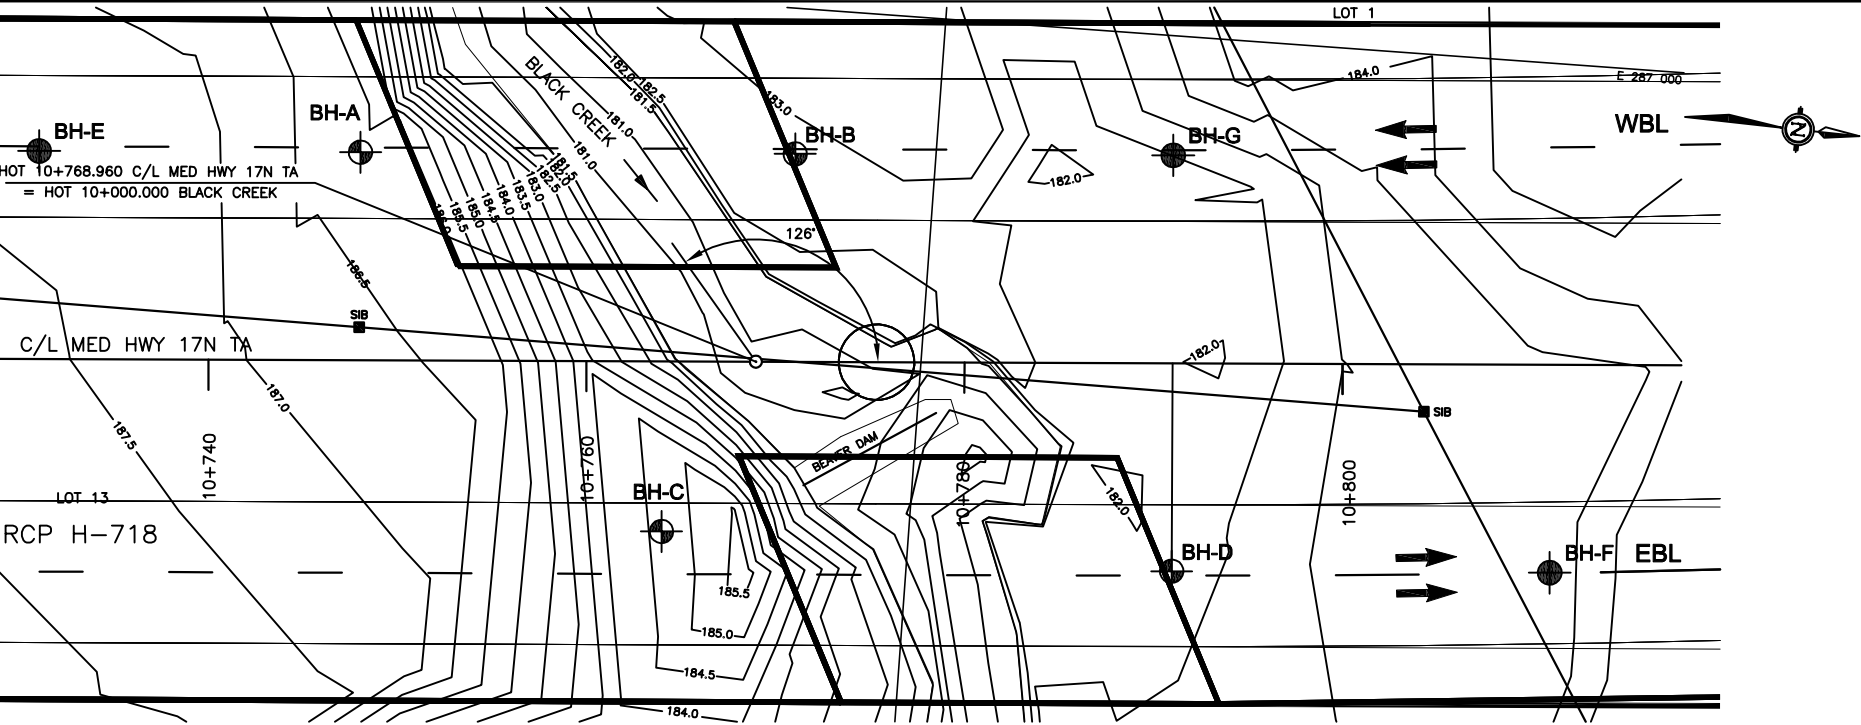 LOT 1
E 287 000
184.0
WBL
N
BH-E
BH-A
BH-B
BH-G
BLACK CREEK
182.0
182.5
181.5
181.0
181.0
183.0
182.0
HOT 10+768.960 C/L MED HWY 17N TA
= HOT 10+000.000 BLACK CREEK
181.5
182.0
182.5
183.0
183.5
184.0
184.5
185.0
185.5
186.0
126°
186.5
SIB
C/L MED HWY 17N TA
182.0
187.0
187.5
SIB
10+740
10+760
10+780
10+800
BEAVER DAM
LOT 13
BH-C
182.0
RCP H-718
BH-D
BH-F
EBL
185.5
185.0
184.5
184.0